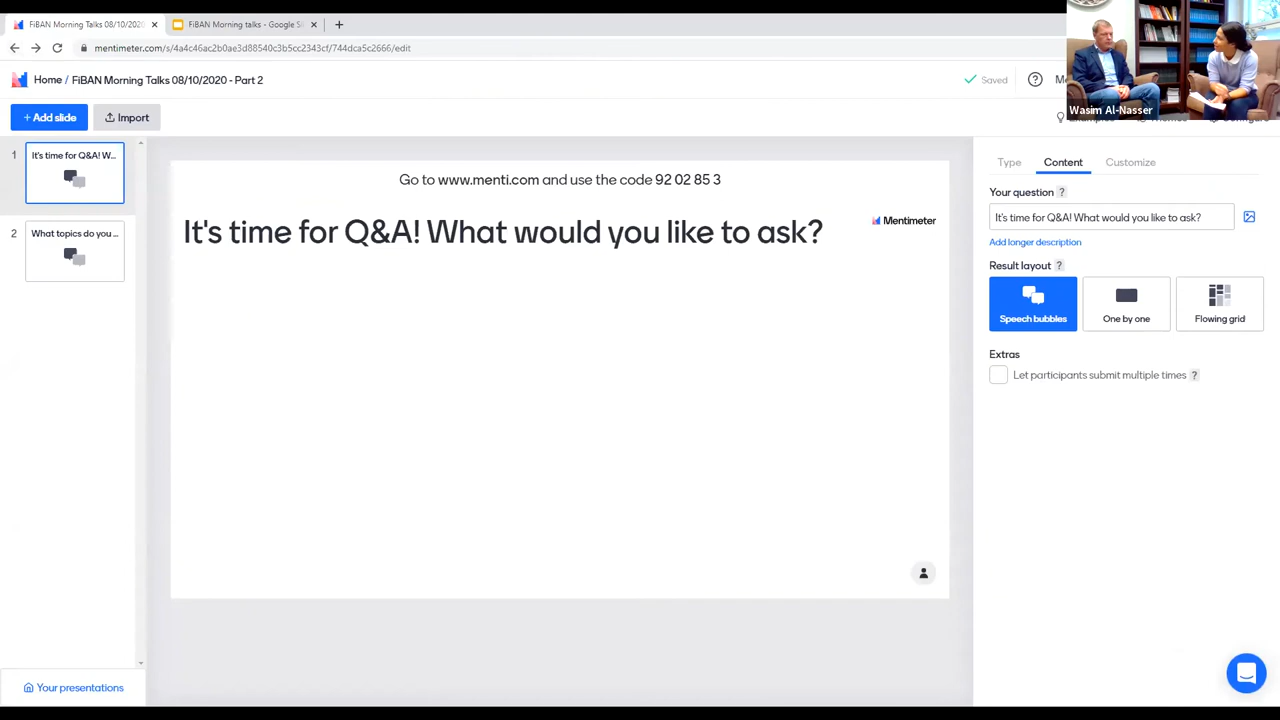 FiBAN Morning Talks 08/10/2020
FiBAN Morning talks - Google Sl
mentimeter.com/s/4a4c46ac2b0ae3d88540c3b5cc2343cf/744dca5c2666/edit
Home / FiBAN Morning Talks 08/10/2020 - Part 2
Saved
?
Wasim Al-Nasser
+ Add slide
Import
1
It's time for Q&A! W...
2
What topics do you ...
Your presentations
Go to www.menti.com and use the code 92 02 85 3
It's time for Q&A! What would you like to ask?
Mentimeter
Type
Content
Customize
Your question ?
It's time for Q&A! What would you like to ask?
Add longer description
Result layout ?
Speech bubbles
One by one
Flowing grid
Extras
Let participants submit multiple times ?